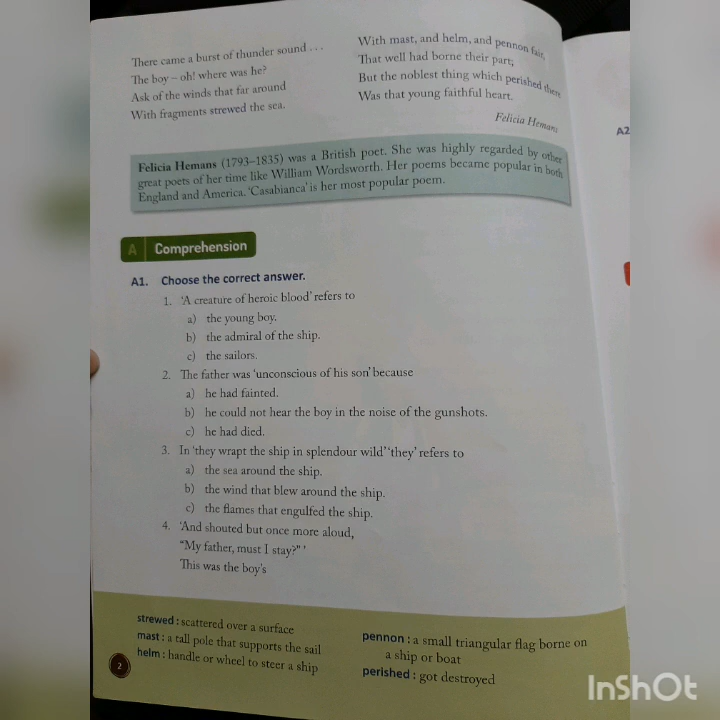 There came a burst of thunder sound ...
The boy – oh! where was he?
Ask of the winds that far around
With fragments strewed the sea.
With mast, and helm, and pennon fair,
That well had borne their part;
But the noblest thing which perished there
Was that young faithful heart.
Felicia Hemans
Felicia Hemans (1793–1835) was a British poet. She was highly regarded by other
great poets of her time like William Wordsworth. Her poems became popular in both
England and America. 'Casabianca' is her most popular poem.
A Comprehension
A1. Choose the correct answer.
1. 'A creature of heroic blood' refers to
a) the young boy.
b) the admiral of the ship.
c) the sailors.
2. The father was 'unconscious of his son' because
a) he had fainted.
b) he could not hear the boy in the noise of the gunshots.
c) he had died.
3. In 'they wrapt the ship in splendour wild' 'they' refers to
a) the sea around the ship.
b) the wind that blew around the ship.
c) the flames that engulfed the ship.
4. 'And shouted but once more aloud,
"My father, must I stay?" '
This was the boy's
strewed : scattered over a surface
mast : a tall pole that supports the sail
helm : handle or wheel to steer a ship
pennon : a small triangular flag borne on
a ship or boat
perished : got destroyed
2
A2
InShOt